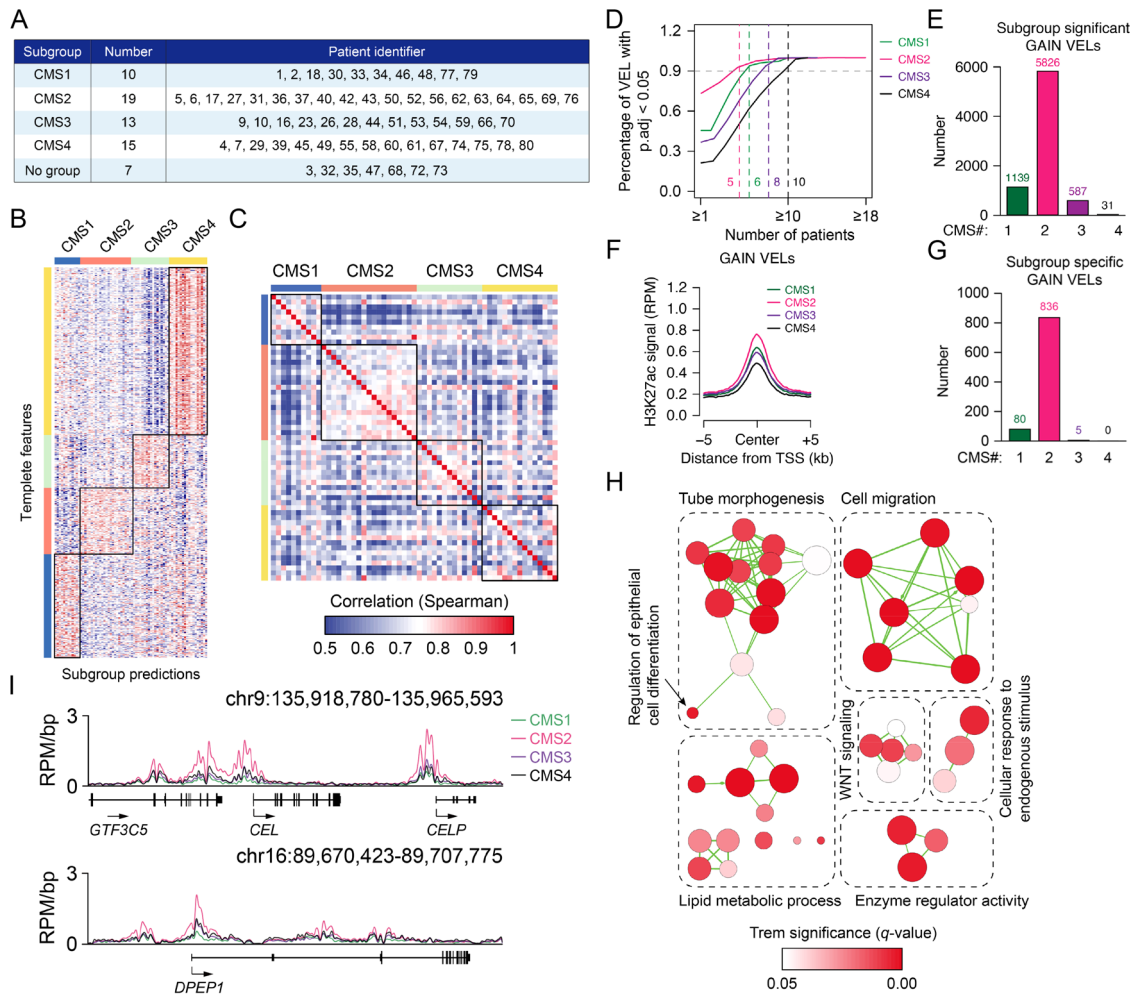 A
Subgroup Number Patient identifier
CMS1 10 1, 2, 18, 30, 33, 34, 46, 48, 77, 79
CMS2 19 5, 6, 17, 27, 31, 36, 37, 40, 42, 43, 50, 52, 56, 62, 63, 64, 65, 69, 76
CMS3 13 9, 10, 16, 23, 26, 28, 44, 51, 53, 54, 59, 66, 70
CMS4 15 4, 7, 29, 39, 45, 49, 55, 58, 60, 61, 67, 74, 75, 78, 80
No group 7 3, 32, 35, 47, 68, 72, 73
B
CMS1 CMS2 CMS3 CMS4
Templete features
Subgroup predictions
C
CMS1 CMS2 CMS3 CMS4
Correlation (Spearman)
0.5 0.6 0.7 0.8 0.9 1
D
Percentage of VEL with
p.adj < 0.05
1.2
0.9
0.6
0.3
0.0
5 6 8 10
≥1 ≥10 ≥18
Number of patients
CMS1
CMS2
CMS3
CMS4
E
Subgroup significant
GAIN VELs
Number
6000
4000
2000
0
1139 5826 587 31
CMS#: 1 2 3 4
F
GAIN VELs
H3K27ac signal (RPM)
1.2
1.0
0.8
0.6
0.4
0.2
0.0
CMS1
CMS2
CMS3
CMS4
−5 Center +5
Distance from TSS (kb)
G
Subgroup specific
GAIN VELs
Number
1000
800
600
400
200
0
80 836 5 0
CMS#: 1 2 3 4
H
Tube morphogenesis
Cell migration
Regulation of epithelial
cell differentiation
WNT signaling
Cellular response to
endogenous stimulus
Lipid metabolic process
Enzyme regulator activity
Trem significance (q-value)
0.05 0.00
I
chr9:135,918,780-135,965,593
RPM/bp
3
0
CMS1
CMS2
CMS3
CMS4
GTF3C5 CEL CELP
chr16:89,670,423-89,707,775
RPM/bp
3
0
DPEP1